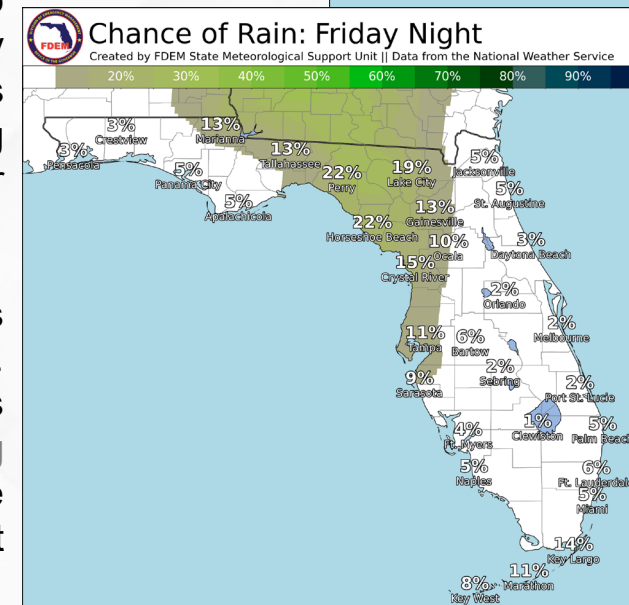 Chance of Rain: Friday Night
FDEM
Created by FDEM State Meteorological Support Unit || Data from the National Weather Service
20% 30% 40% 50% 60% 70% 80% 90%
3%
Crestview
13%
Marianna
3%
Pensacola
13%
Tallahassee
5%
Panama City
5%
Apalachicola
22%
Perry
19%
Lake City
5%
Jacksonville
5%
St. Augustine
13%
Gainesville
22%
Horseshoe Beach
10%
Ocala
3%
Daytona Beach
15%
Crystal River
2%
Orlando
2%
Melbourne
11%
Tampa
6%
Bartow
2%
Sebring
9%
Sarasota
2%
Port St. Lucie
1%
Clewiston
5%
Palm Beach
4%
Ft. Myers
5%
Naples
6%
Ft. Lauderdale
5%
Miami
14%
Key Largo
11%
Marathon
8%
Key West